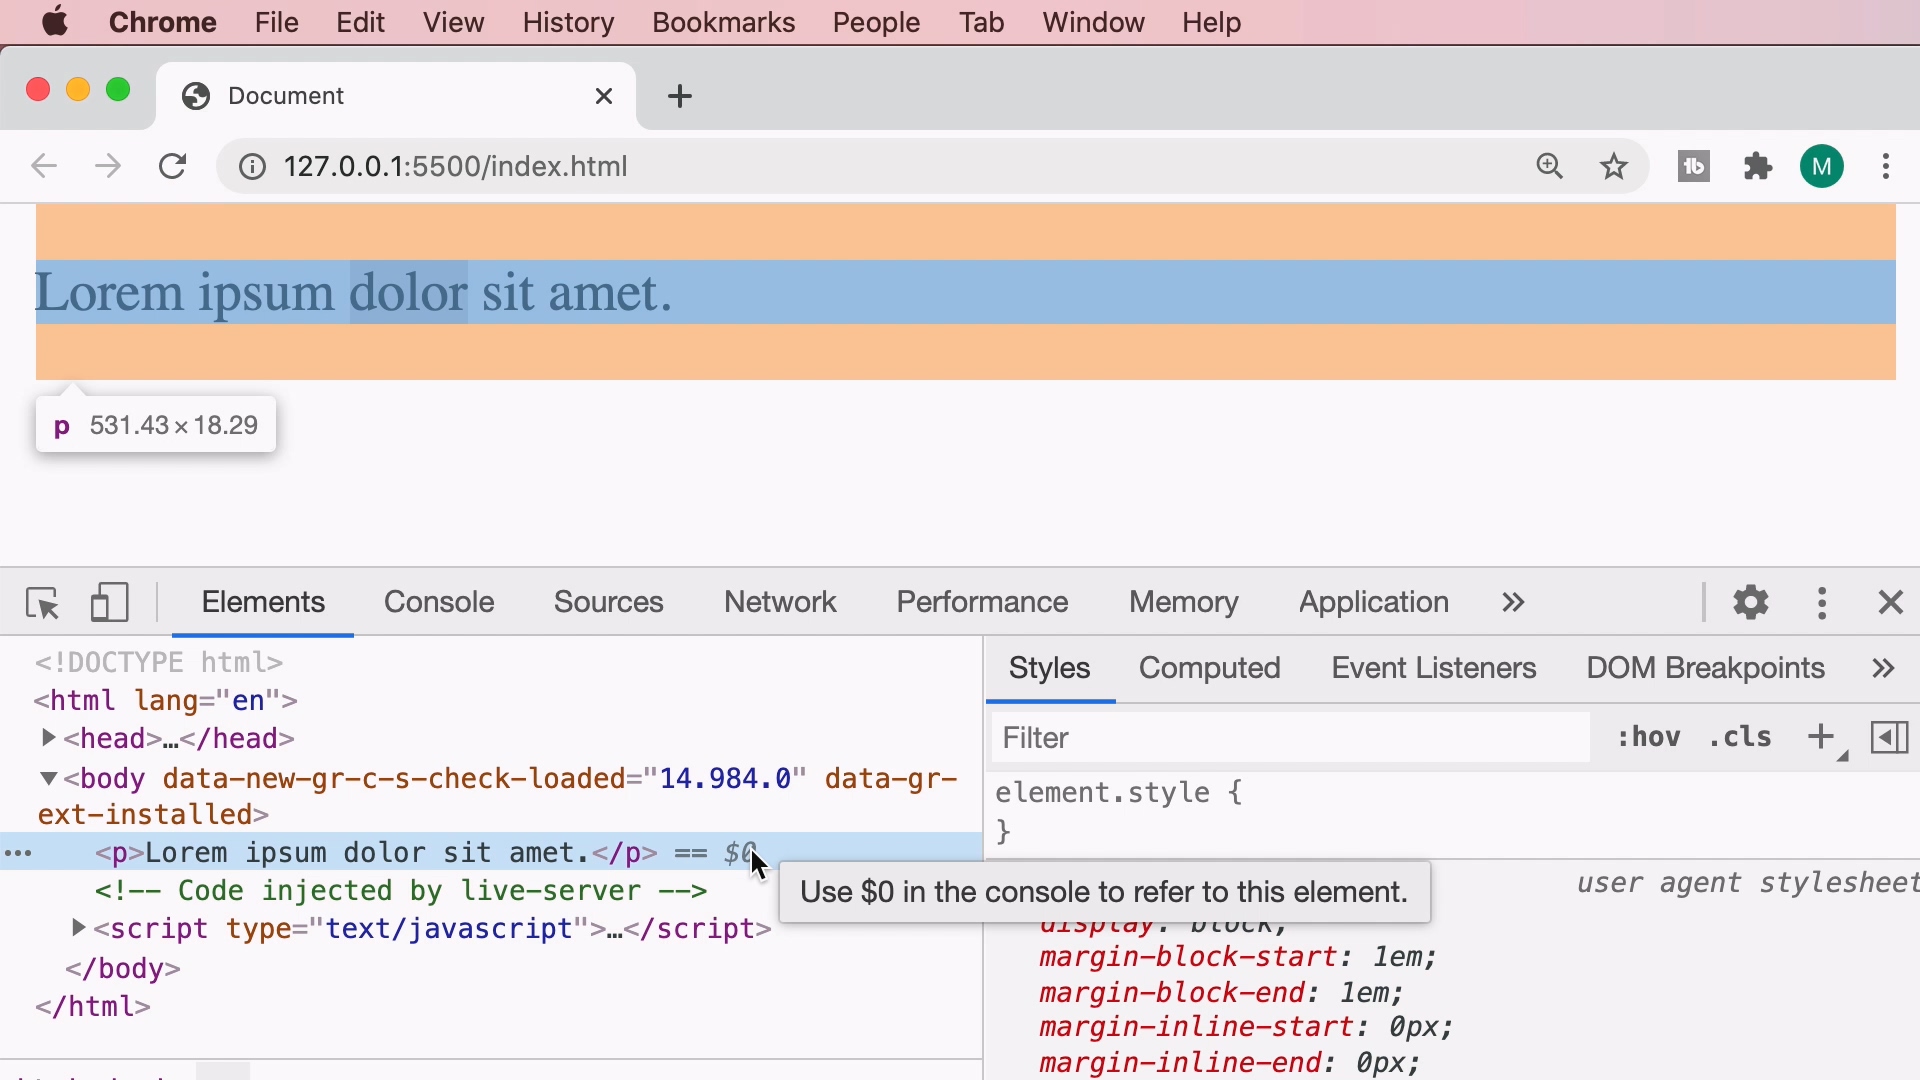 Chrome File Edit View History Bookmarks People Tab Window Help
Document
127.0.0.1:5500/index.html
M
Lorem ipsum dolor sit amet.
p 531.43×18.29
Elements Console Sources Network Performance Memory Application
<!DOCTYPE html>
<html lang="en">
<head>…</head>
<body data-new-gr-c-s-check-loaded="14.984.0" data-gr-
ext-installed>
<p>Lorem ipsum dolor sit amet.</p> == $0
<!-- Code injected by live-server -->
<script type="text/javascript">…</script>
</body>
</html>
Styles Computed Event Listeners DOM Breakpoints
Filter :hov .cls
element.style {
}
Use $0 in the console to refer to this element.
user agent stylesheet
display: block;
margin-block-start: 1em;
margin-block-end: 1em;
margin-inline-start: 0px;
margin-inline-end: 0px;